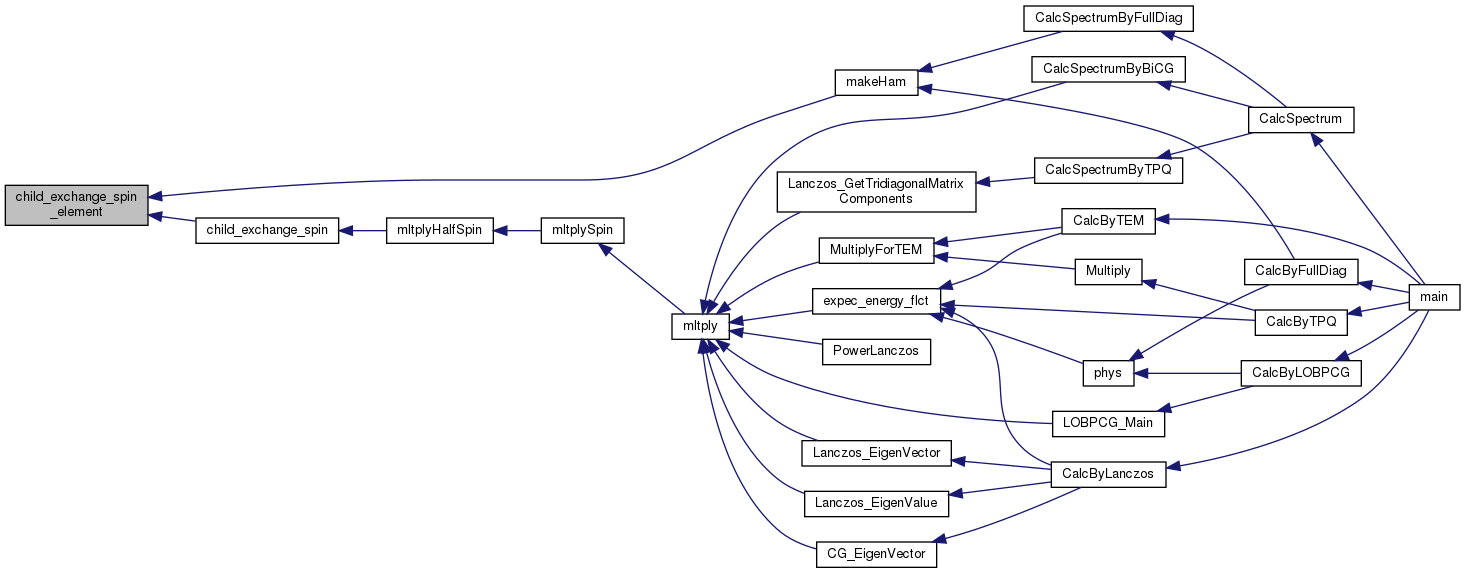 CalcSpectrumByFullDiag
CalcSpectrumByBiCG
makeHam
CalcSpectrum
CalcSpectrumByTPQ
child_exchange_spin
_element
Lanczos_GetTridiagonalMatrix
Components
child_exchange_spin
mltplyHalfSpin
mltplySpin
CalcByTEM
MultiplyForTEM
Multiply
CalcByFullDiag
main
expec_energy_flct
mltply
CalcByTPQ
PowerLanczos
phys
CalcByLOBPCG
LOBPCG_Main
Lanczos_EigenVector
CalcByLanczos
Lanczos_EigenValue
CG_EigenVector